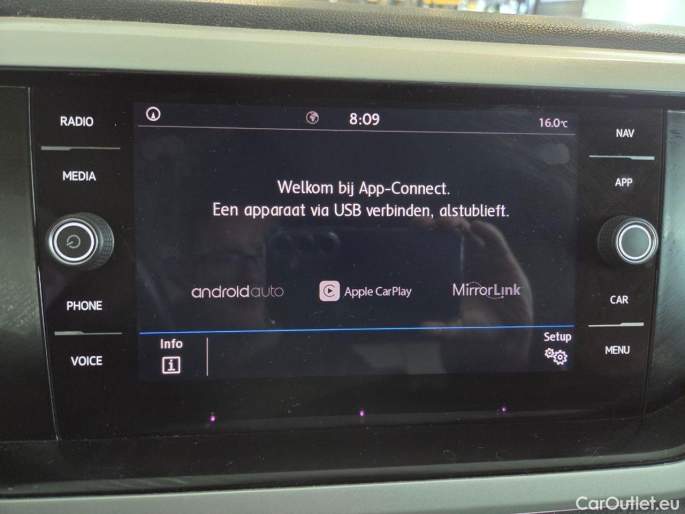 RADIO
MEDIA
PHONE
VOICE
8:09
16.0°C
Welkom bij App-Connect.
Een apparaat via USB verbinden, alstublieft.
androidauto
Apple CarPlay
MirrorLink
Info
i
Setup
NAV
APP
CAR
MENU
CarOutlet.eu